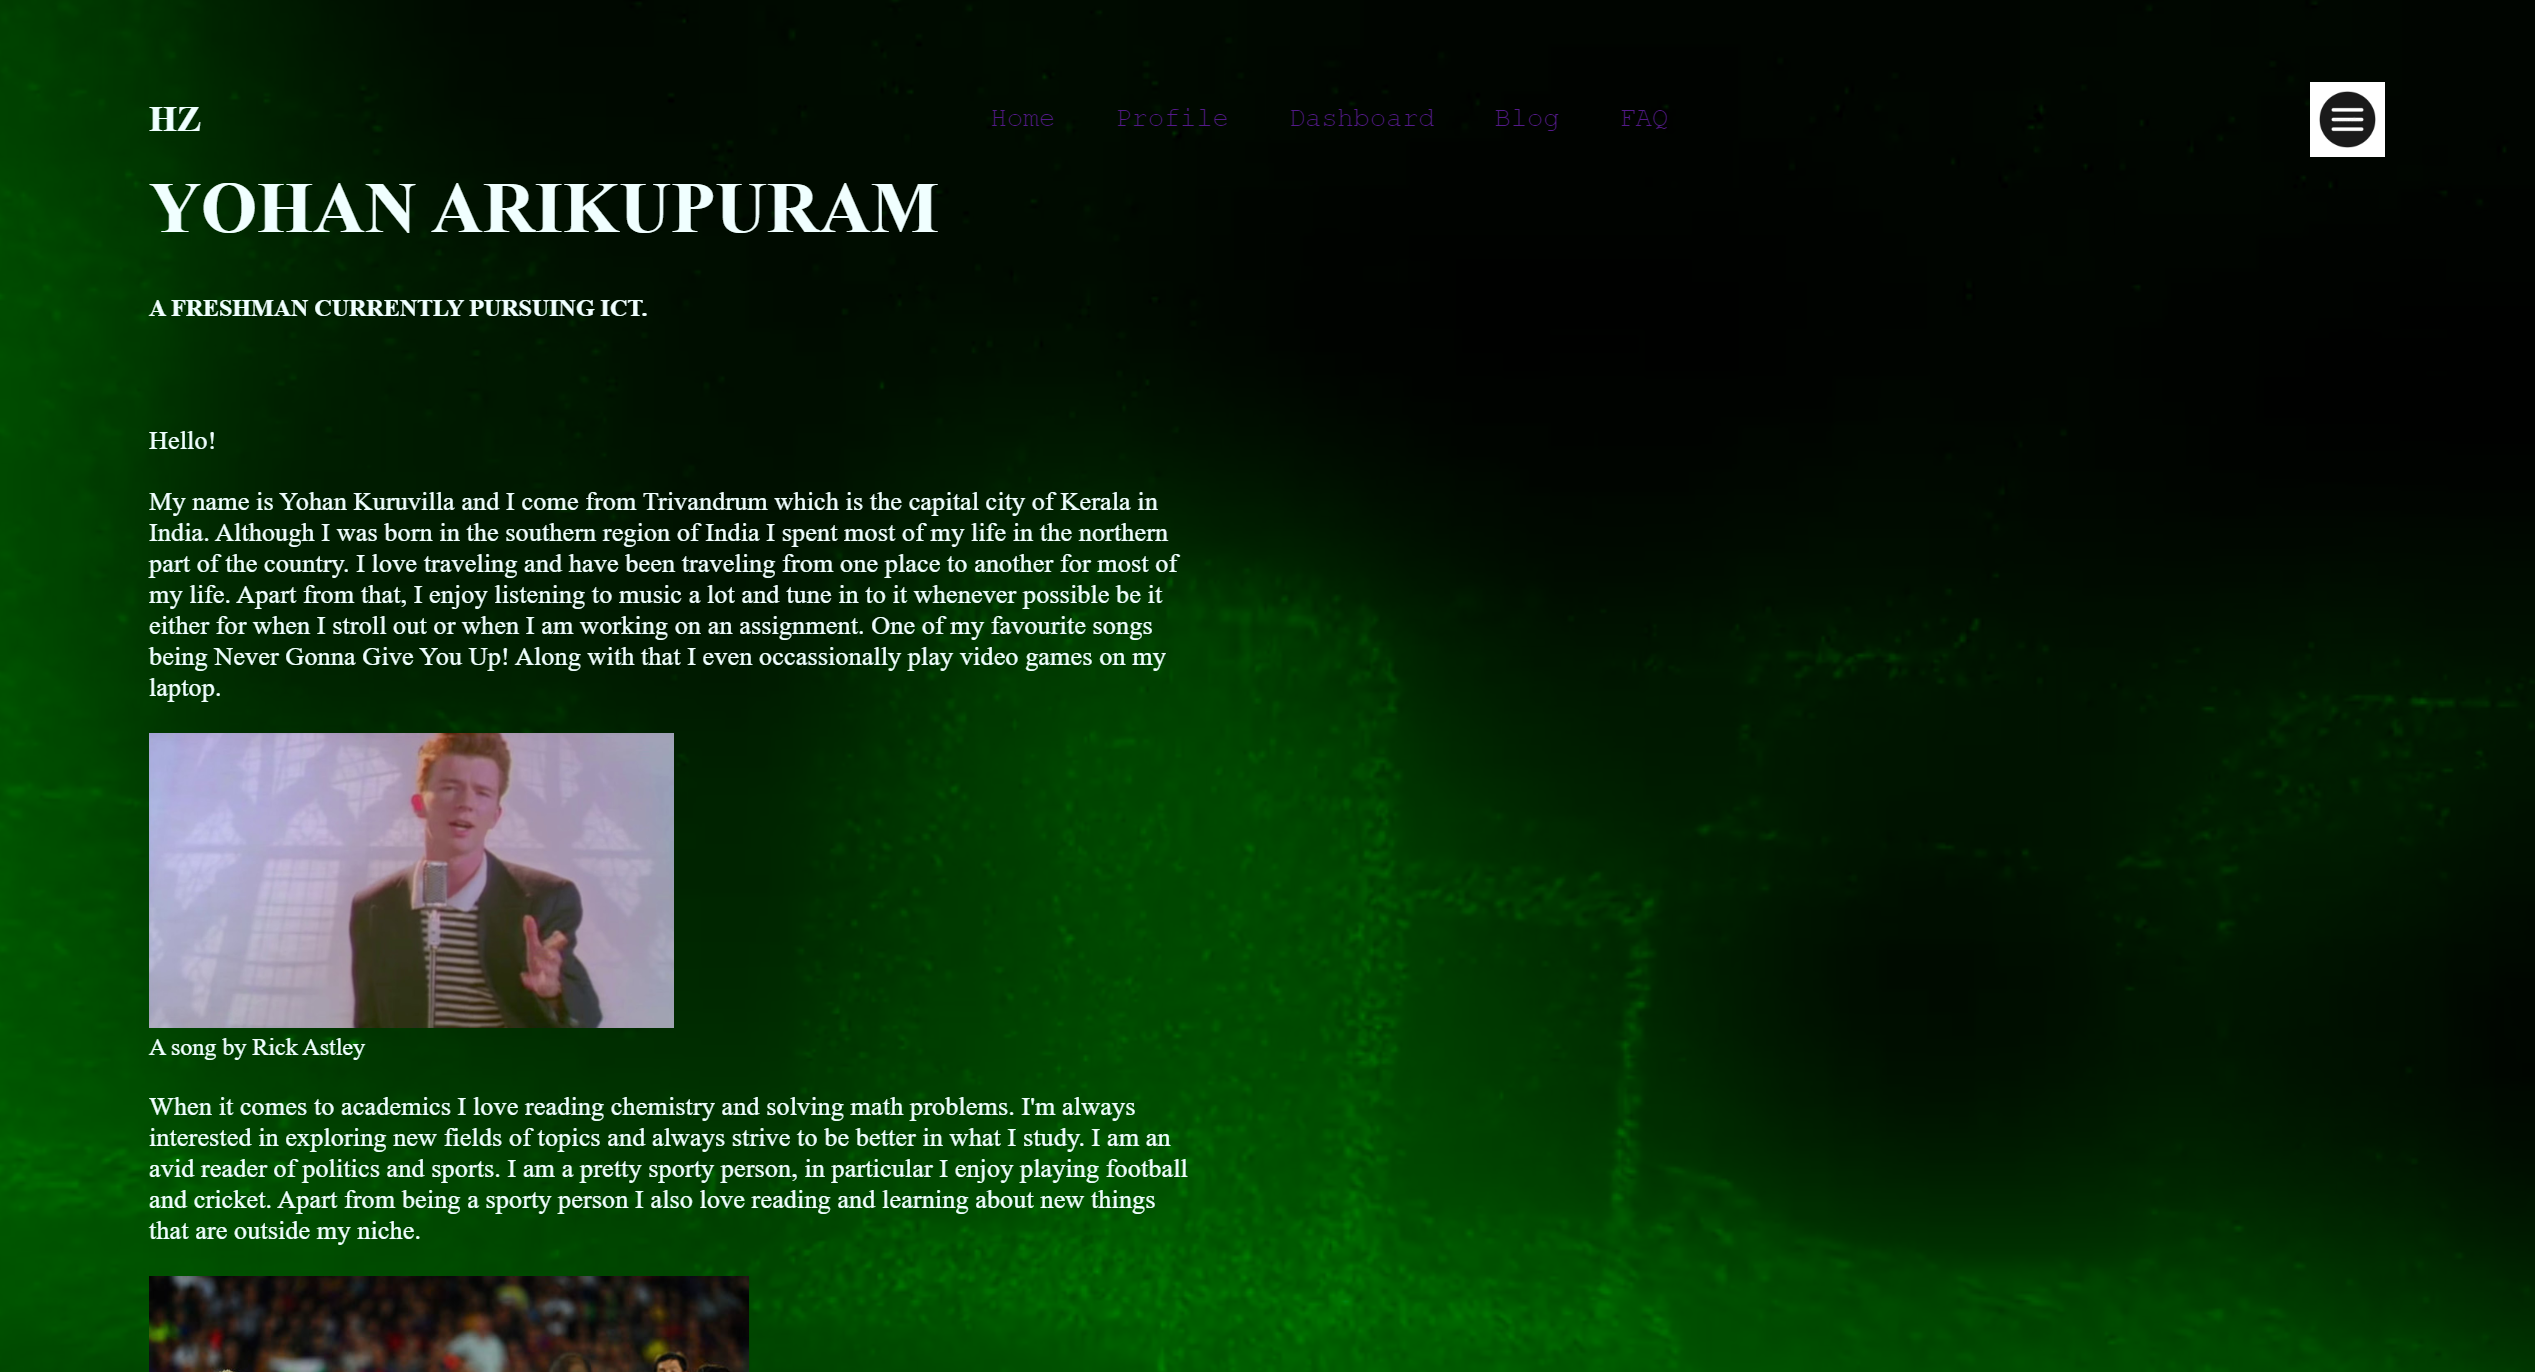 HZ
Home Profile Dashboard Blog FAQ
YOHAN ARIKUPURAM
A FRESHMAN CURRENTLY PURSUING ICT.
Hello!
My name is Yohan Kuruvilla and I come from Trivandrum which is the capital city of Kerala in
India. Although I was born in the southern region of India I spent most of my life in the northern
part of the country. I love traveling and have been traveling from one place to another for most of
my life. Apart from that, I enjoy listening to music a lot and tune in to it whenever possible be it
either for when I stroll out or when I am working on an assignment. One of my favourite songs
being Never Gonna Give You Up! Along with that I even occassionally play video games on my
laptop.
A song by Rick Astley
When it comes to academics I love reading chemistry and solving math problems. I'm always
interested in exploring new fields of topics and always strive to be better in what I study. I am an
avid reader of politics and sports. I am a pretty sporty person, in particular I enjoy playing football
and cricket. Apart from being a sporty person I also love reading and learning about new things
that are outside my niche.